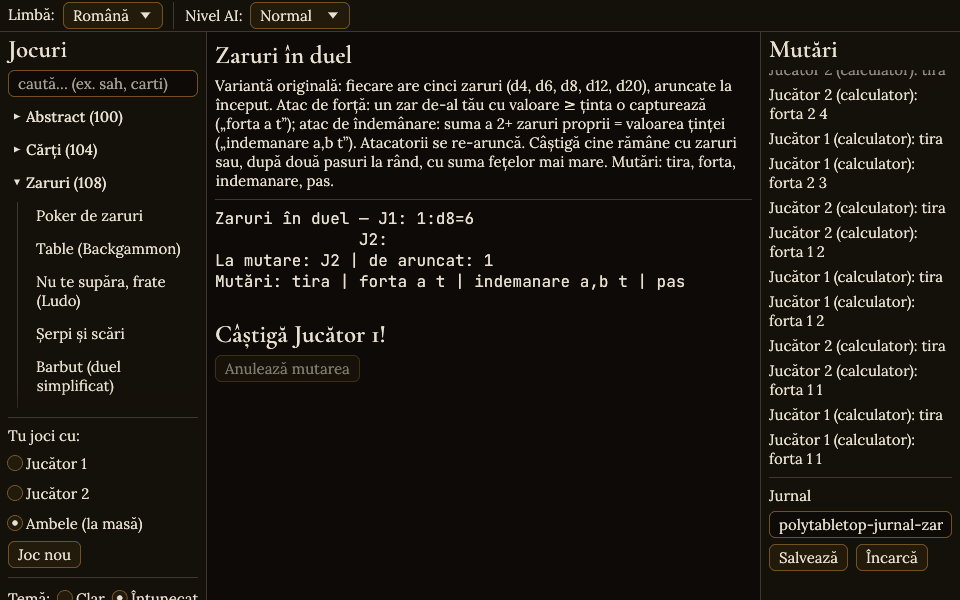 Limbă: Română Nivel AI: Normal
Jocuri
caută... (ex. sah, carti)
Abstract (100)
Cărți (104)
Zaruri (108)
Poker de zaruri
Table (Backgammon)
Nu te supăra, frate
(Ludo)
Șerpi și scări
Barbut (duel
simplificat)
Tu joci cu:
Jucător 1
Jucător 2
Ambele (la masă)
Joc nou
Temă: Clar Întunecat
Zaruri în duel
Variantă originală: fiecare are cinci zaruri (d4, d6, d8, d12, d20), aruncate la
început. Atac de forță: un zar de-al tău cu valoare ≥ ținta o capturează
(„forta a t”); atac de îndemânare: suma a 2+ zaruri proprii = valoarea țintei
(„indemanare a,b t”). Atacatorii se re-aruncă. Câștigă cine rămâne cu zaruri
sau, după două pasuri la rând, cu suma fețelor mai mare. Mutări: tira, forta,
indemanare, pas.
Zaruri în duel — J1: 1:d8=6
J2:
La mutare: J2 | de aruncat: 1
Mutări: tira | forta a t | indemanare a,b t | pas
Câștigă Jucător 1!
Anulează mutarea
Mutări
Jucător 2 (calculator): tira
Jucător 2 (calculator):
forta 2 4
Jucător 1 (calculator): tira
Jucător 1 (calculator):
forta 2 3
Jucător 2 (calculator): tira
Jucător 2 (calculator):
forta 1 2
Jucător 1 (calculator): tira
Jucător 1 (calculator):
forta 1 2
Jucător 2 (calculator): tira
Jucător 2 (calculator):
forta 1 1
Jucător 1 (calculator): tira
Jucător 1 (calculator):
forta 1 1
Jurnal
polytabletop-jurnal-zar
Salvează Încarcă